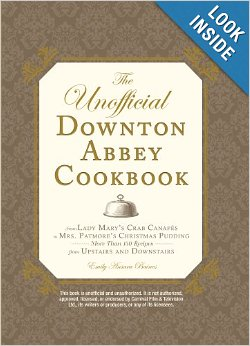 LOOK
INSIDE
The
Unofficial
DOWNTON
ABBEY
COOKBOOK
from LADY MARY'S CRAB CANAPÉS
to MRS. PATMORE'S CHRISTMAS PUDDING
More Than 150 Recipes
from UPSTAIRS and DOWNSTAIRS
Emily Ansara Baines
This book is unofficial and unauthorized. It is not authorized,
approved, licensed, or endorsed by Carnival Film & Television
Ltd., its writers or producers, or any of its licensees.